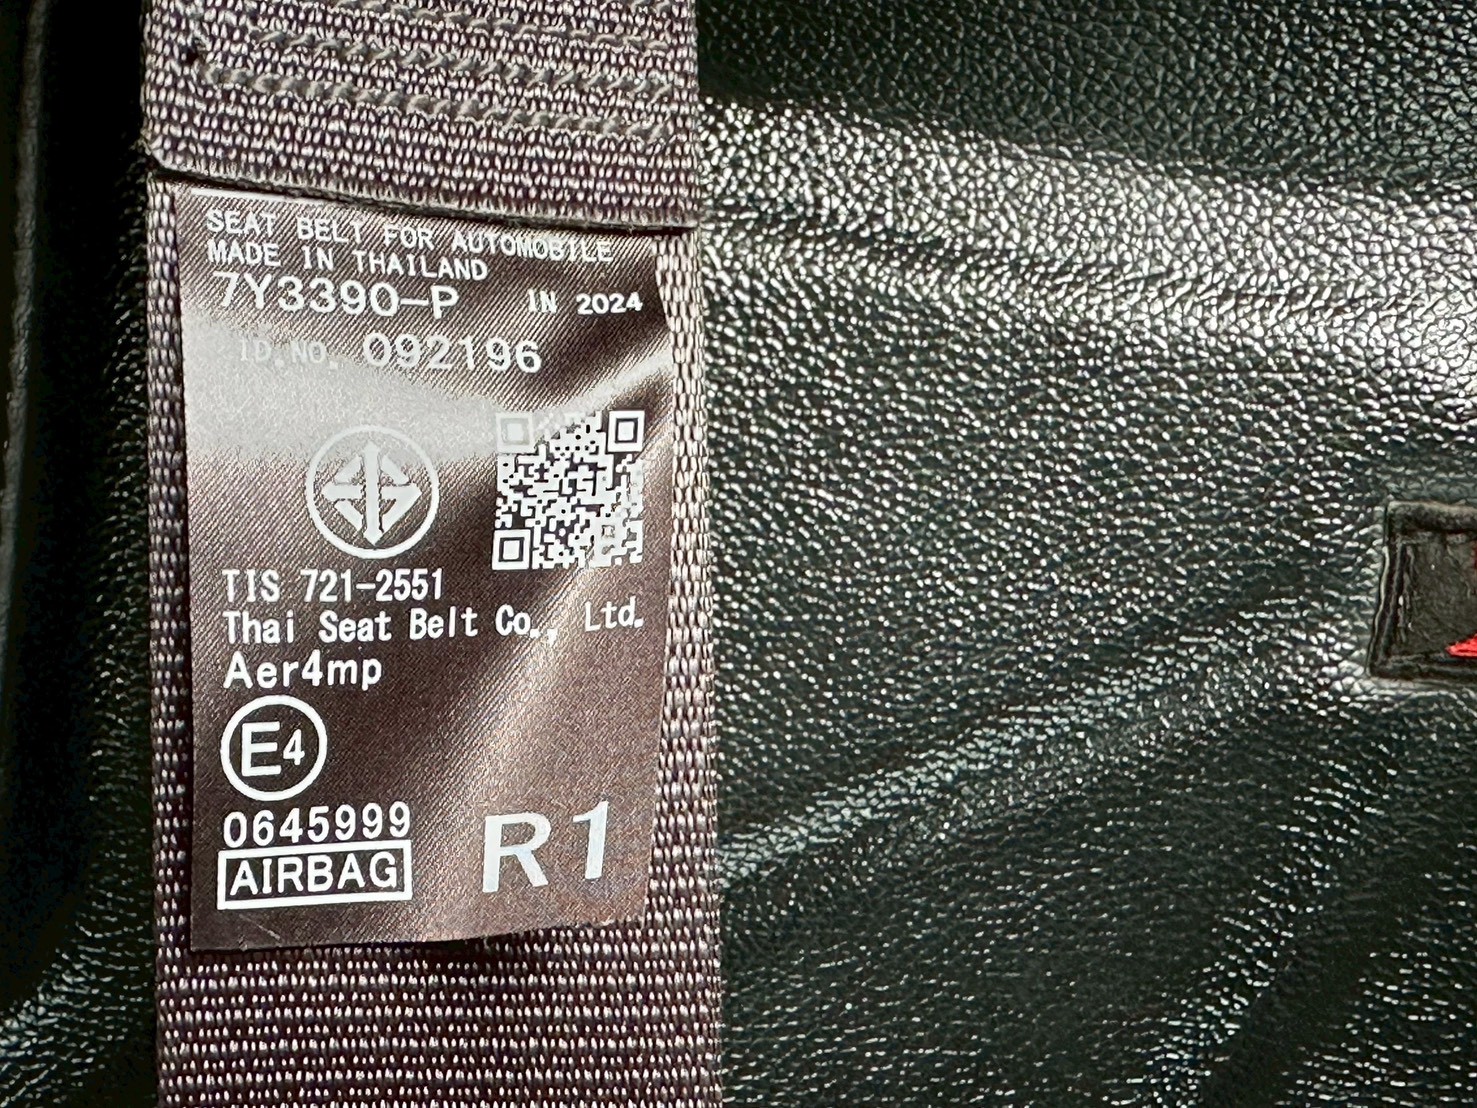 SEAT BELT FOR AUTOMOBILE
MADE IN THAILAND
7Y3390-P IN 2024
ID.NO. 092196
TIS 721-2551
Thai Seat Belt Co., Ltd.
Aer4mp
E4
0645999
AIRBAG R1